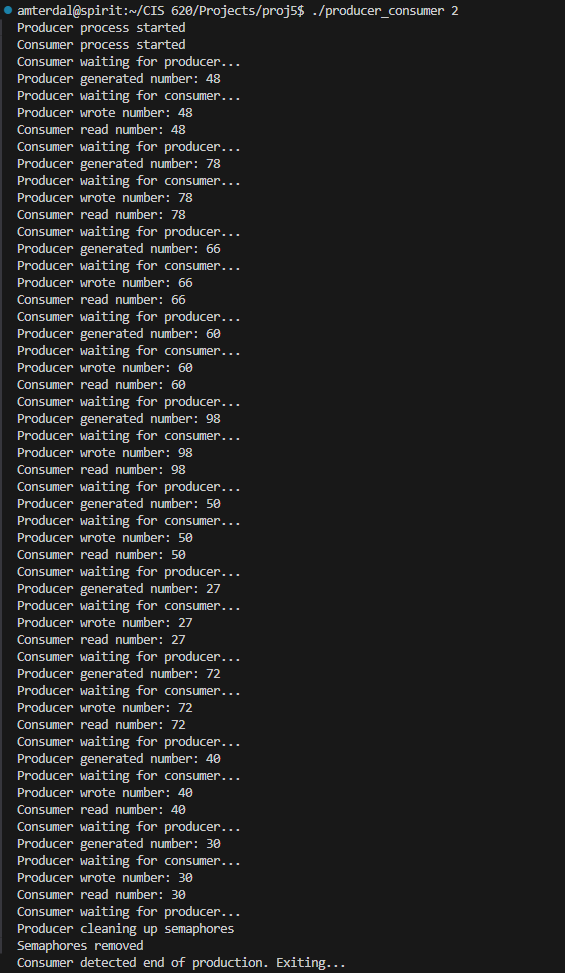 amterdal@spirit:~/CIS 620/Projects/proj5$ ./producer_consumer 2
Producer process started
Consumer process started
Consumer waiting for producer...
Producer generated number: 48
Producer waiting for consumer...
Producer wrote number: 48
Consumer read number: 48
Consumer waiting for producer...
Producer generated number: 78
Producer waiting for consumer...
Producer wrote number: 78
Consumer read number: 78
Consumer waiting for producer...
Producer generated number: 66
Producer waiting for consumer...
Producer wrote number: 66
Consumer read number: 66
Consumer waiting for producer...
Producer generated number: 60
Producer waiting for consumer...
Producer wrote number: 60
Consumer read number: 60
Consumer waiting for producer...
Producer generated number: 98
Producer waiting for consumer...
Producer wrote number: 98
Consumer read number: 98
Consumer waiting for producer...
Producer generated number: 50
Producer waiting for consumer...
Producer wrote number: 50
Consumer read number: 50
Consumer waiting for producer...
Producer generated number: 27
Producer waiting for consumer...
Producer wrote number: 27
Consumer read number: 27
Consumer waiting for producer...
Producer generated number: 72
Producer waiting for consumer...
Producer wrote number: 72
Consumer read number: 72
Consumer waiting for producer...
Producer generated number: 40
Producer waiting for consumer...
Producer wrote number: 40
Consumer read number: 40
Consumer waiting for producer...
Producer generated number: 30
Producer waiting for consumer...
Producer wrote number: 30
Consumer read number: 30
Consumer waiting for producer...
Producer cleaning up semaphores
Semaphores removed
Consumer detected end of production. Exiting...